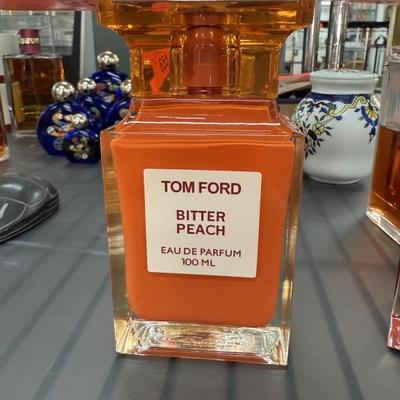 TOM FORD
BITTER
PEACH
EAU DE PARFUM
100 ML